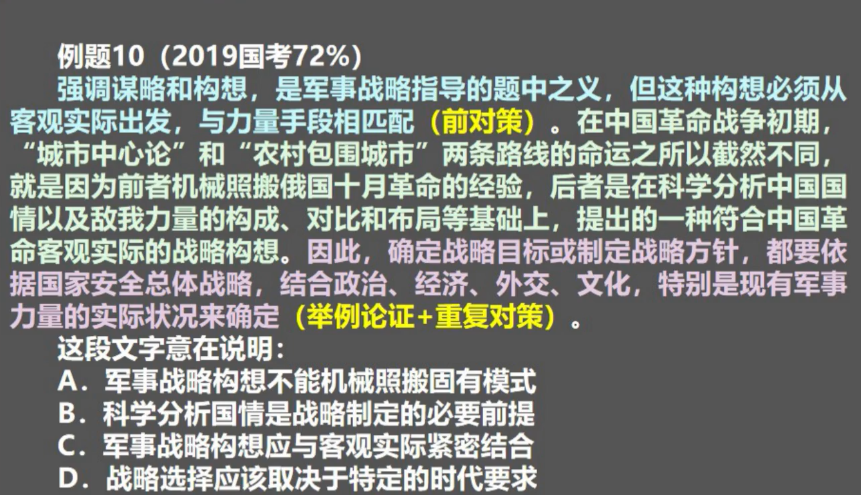 例题10（2019国考72%）
强调谋略和构想，是军事战略指导的题中之义，但这种构想必须从
客观实际出发，与力量手段相匹配（前对策）。在中国革命战争初期，
“城市中心论”和“农村包围城市”两条路线的命运之所以截然不同，
就是因为前者机械照搬俄国十月革命的经验，后者是在科学分析中国国
情以及敌我力量的构成、对比和布局等基础上，提出的一种符合中国革
命客观实际的战略构想。因此，确定战略目标或制定战略方针，都要依
据国家安全总体战略，结合政治、经济、外交、文化，特别是现有军事
力量的实际状况来确定（举例论证+重复对策）。
这段文字意在说明：
A．军事战略构想不能机械照搬固有模式
B．科学分析国情是战略制定的必要前提
C．军事战略构想应与客观实际紧密结合
D．战略选择应该取决于特定的时代要求